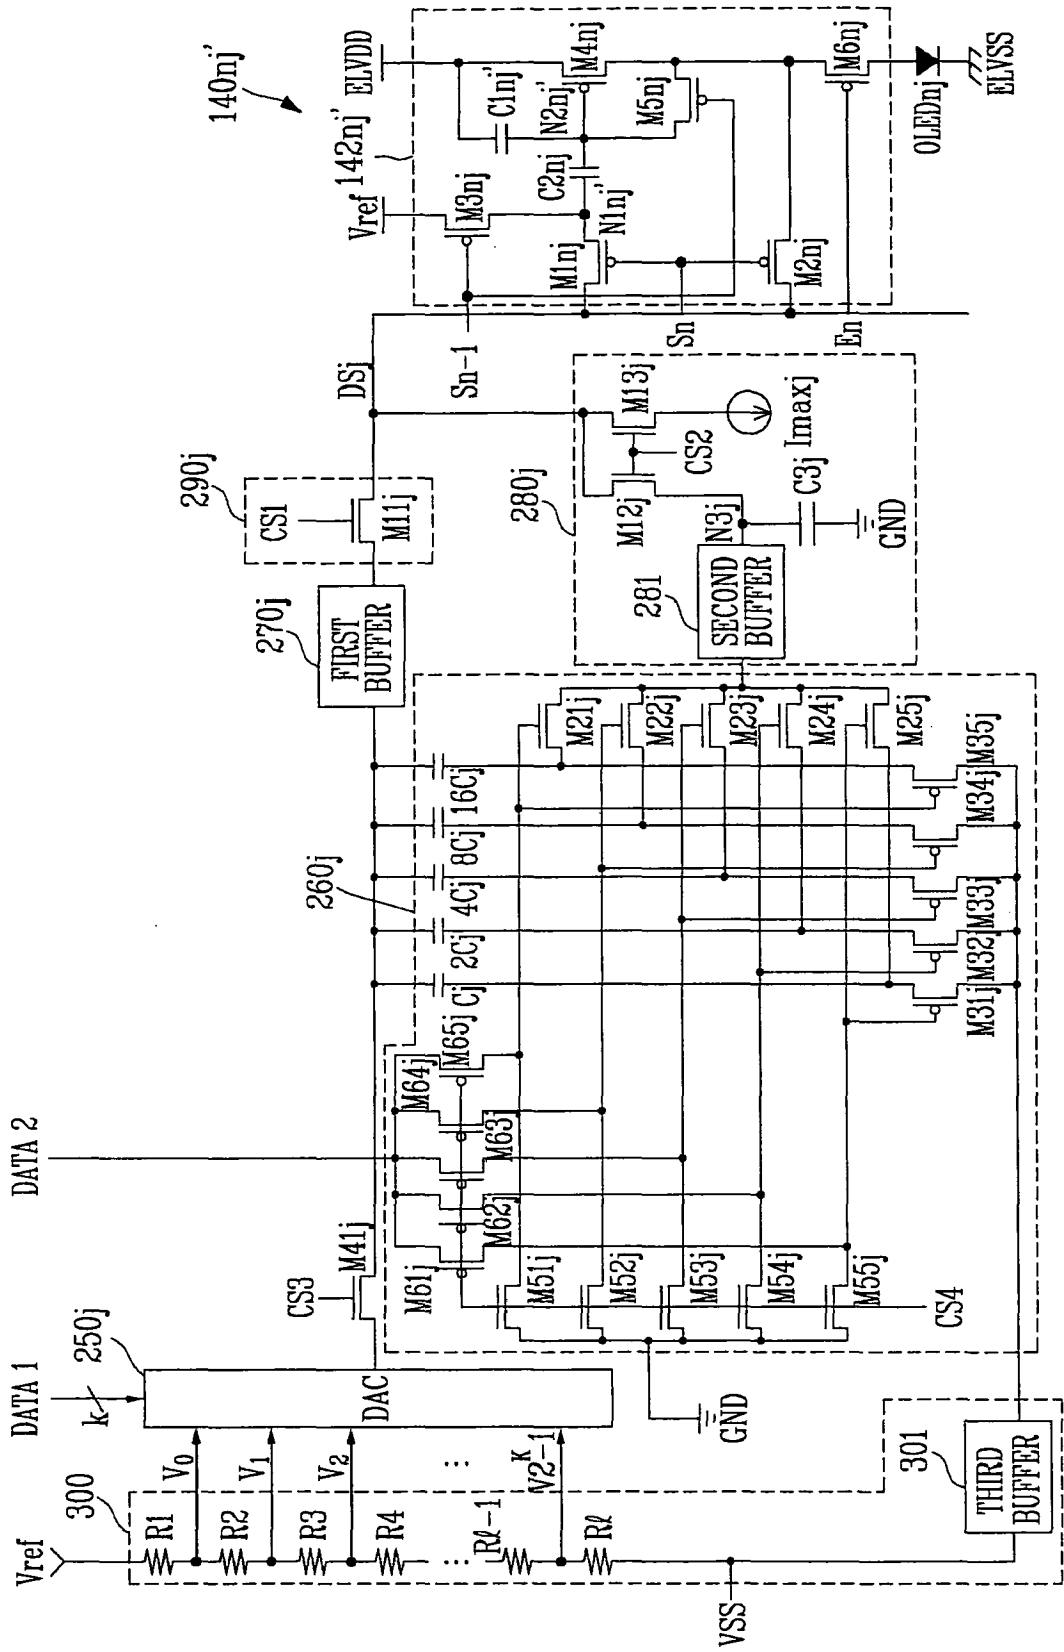 140nj'
142nj'
ELVDD
Vref
C1nj'
M3nj
N2nj'
M4nj
C2nj
M5nj
M1nj
N1nj'
M2nj
M6nj
OLEDnj
ELVSS
Sn-1
Sn
En
DSj
290j
CS1
M11j
270j
FIRST
BUFFER
280j
M13j
CS2
M12j
Imaxj
N3j
C3j
GND
281
SECOND
BUFFER
260j
16Cj
8Cj
4Cj
2Cj
Cj
M21j
M22j
M23j
M24j
M25j
M35j
M34j
M33j
M32j
M31j
DATA 2
M65j
M64j
M63j
M62j
M61j
M51j
M52j
M53j
M54j
M55j
CS4
CS3
M41j
GND
DATA 1
k
250j
DAC
300
Vref
R1
V0
R2
V1
R3
V2
R4
...
...
Rℓ-1
V2K-1
Rℓ
VSS
301
THIRD
BUFFER